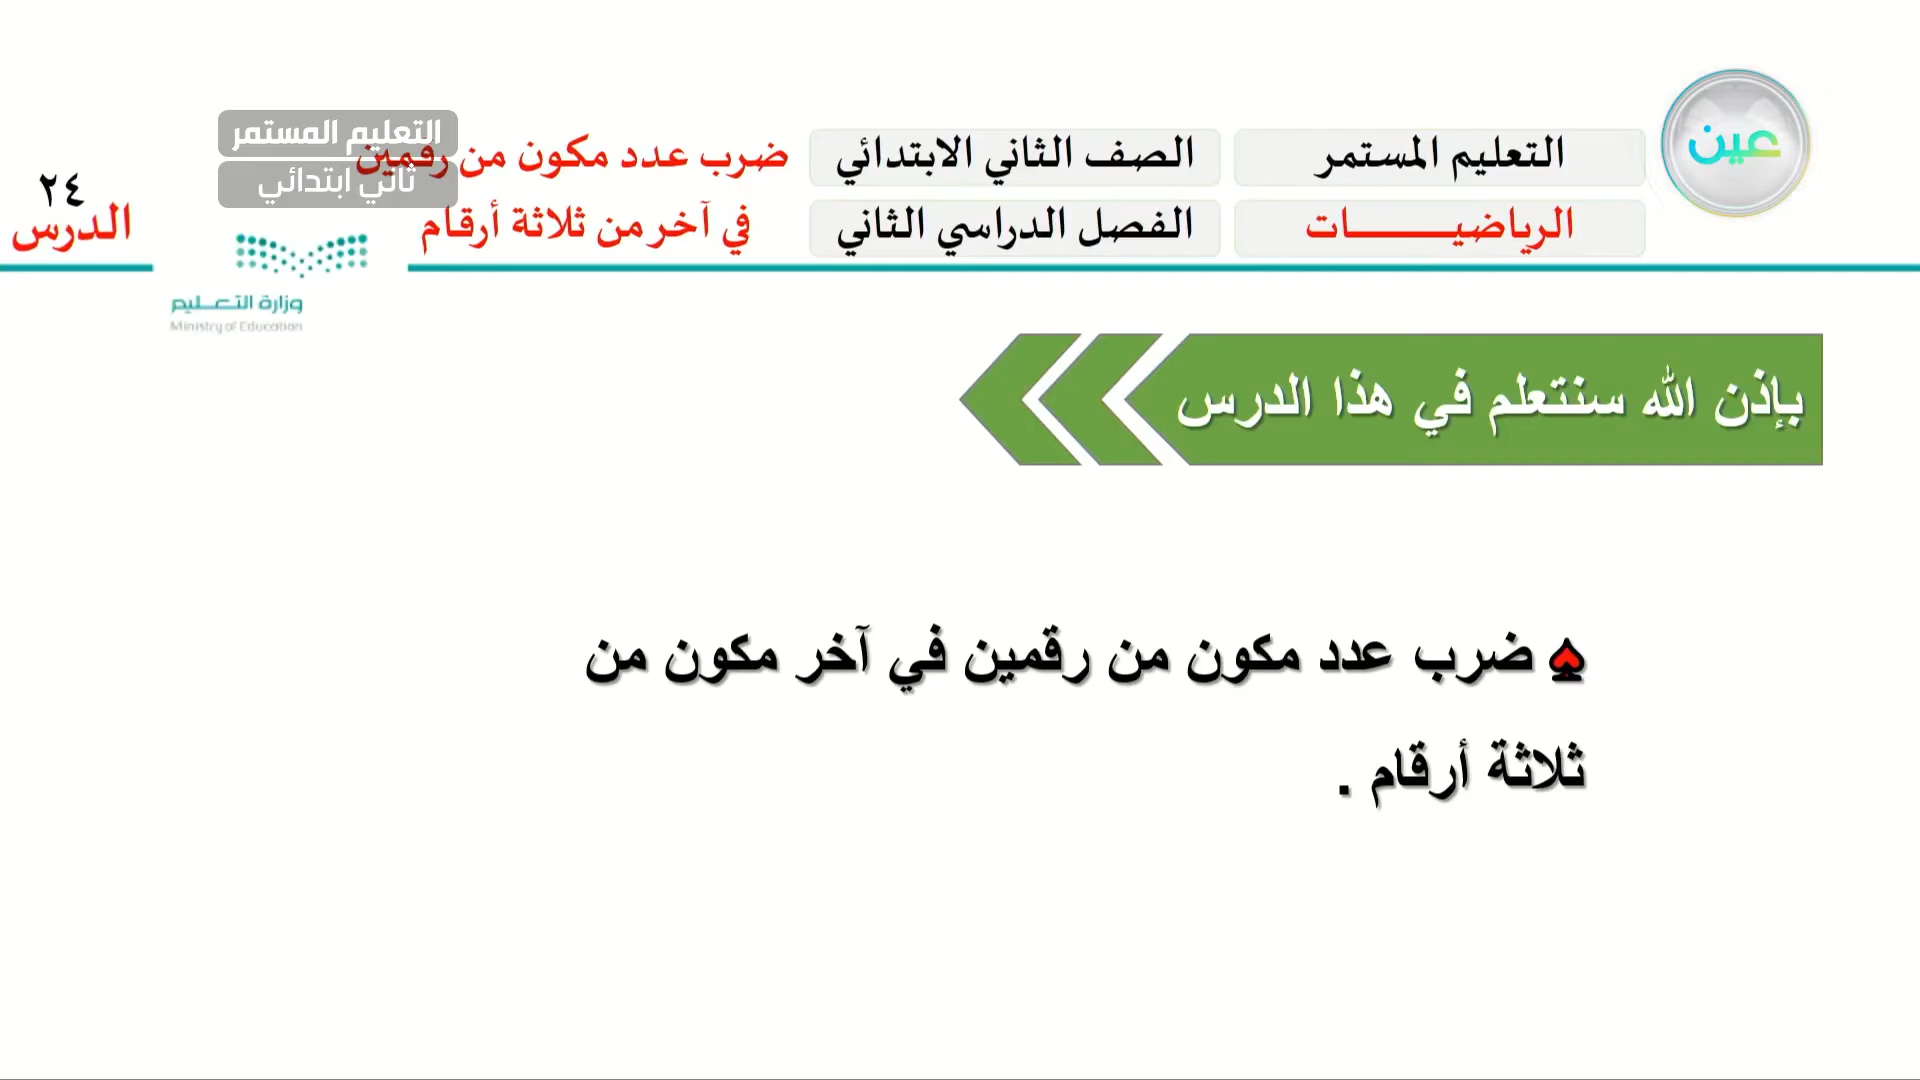 عين
التعليم المستمر
الصف الثاني الابتدائي
ضرب عدد مكون من رقمين
التعليم المستمر
ثاني ابتدائي
الرياضيـــــــــات
الفصل الدراسي الثاني
في آخر من ثلاثة أرقام
٢٤
الدرس
وزارة التعـــليم
Ministry of Education
بإذن الله سنتعلم في هذا الدرس
ضرب عدد مكون من رقمين في آخر مكون من
ثلاثة أرقام .